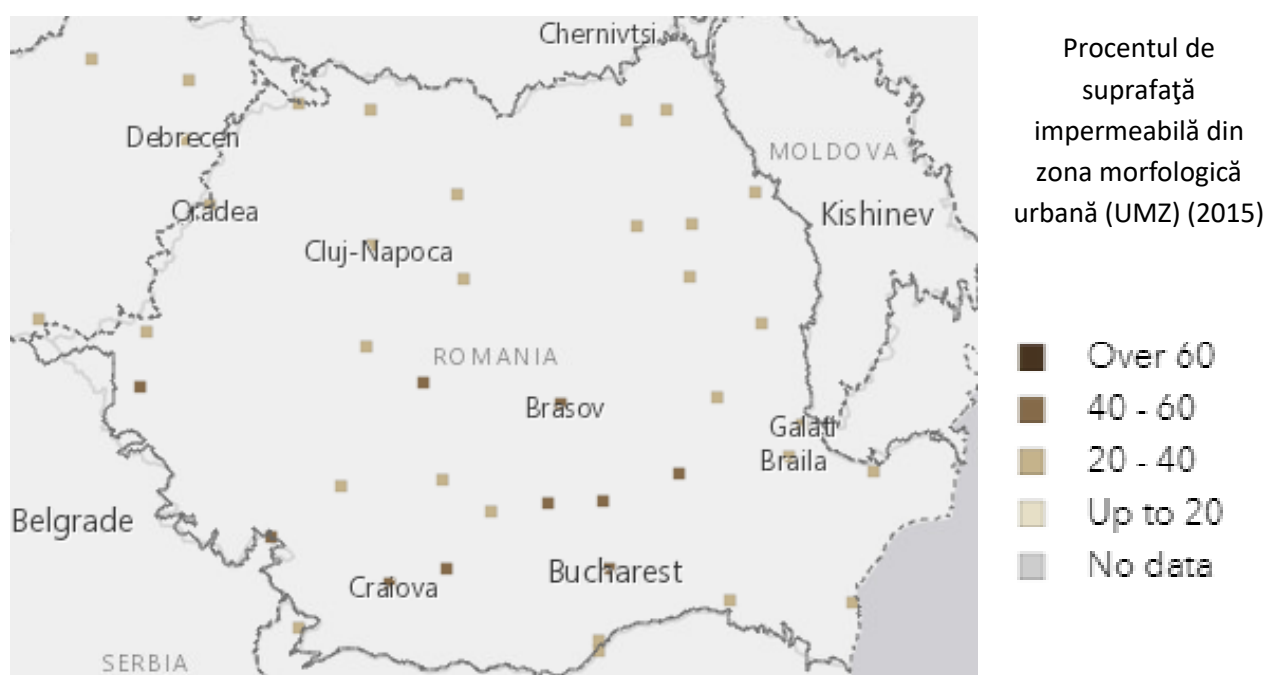 Chernivtsi
Debrecen
MOLDOVA
Oradea
Kishinev
Cluj-Napoca
ROMANIA
Brasov
Galati
Braila
Belgrade
Bucharest
Craiova
SERBIA
Procentul de
suprafaţă
impermeabilă din
zona morfologică
urbană (UMZ) (2015)
Over 60
40 - 60
20 - 40
Up to 20
No data